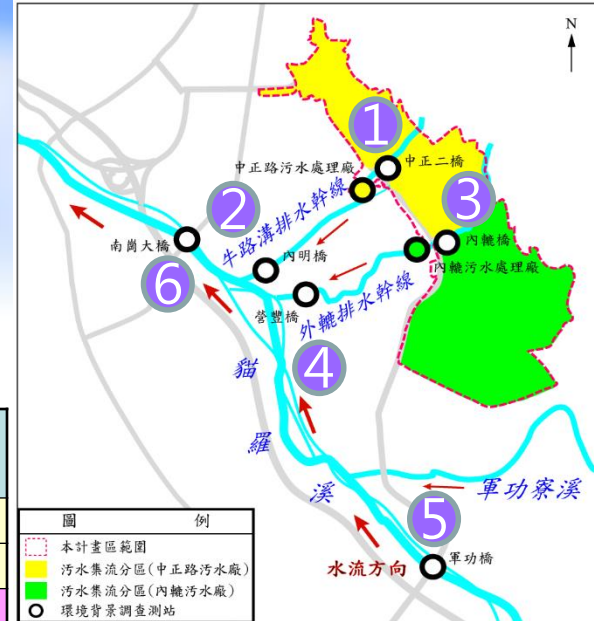 N
1
中正路污水處理廠
中正二橋
2
3
牛路溝排水幹線
內轆橋
南崗大橋
內明橋
內轆污水處理廠
6
營豐橋
外轆排水幹線
4
貓羅溪
軍功寮溪
5
水流方向
軍功橋
圖例
本計畫區範圍
污水集流分區(中正路污水廠)
污水集流分區(內轆污水廠)
環境背景調查測站